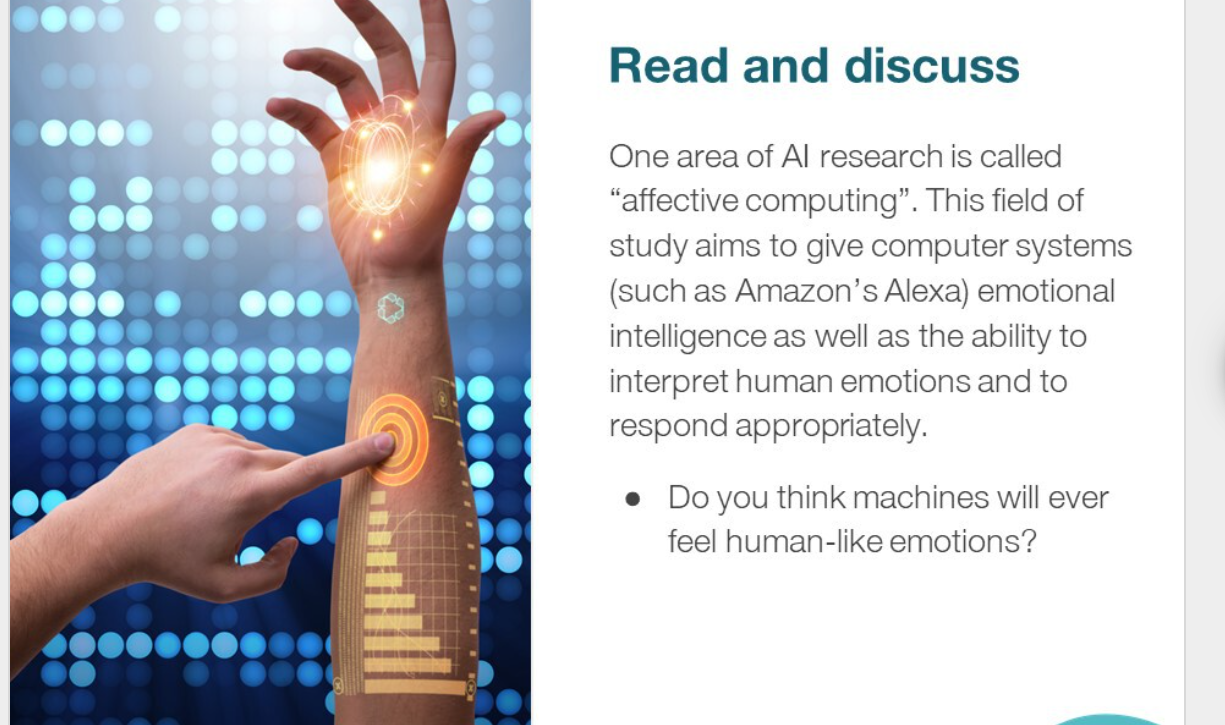 Read and discuss
One area of AI research is called
“affective computing”. This field of
study aims to give computer systems
(such as Amazon’s Alexa) emotional
intelligence as well as the ability to
interpret human emotions and to
respond appropriately.
● Do you think machines will ever
feel human-like emotions?